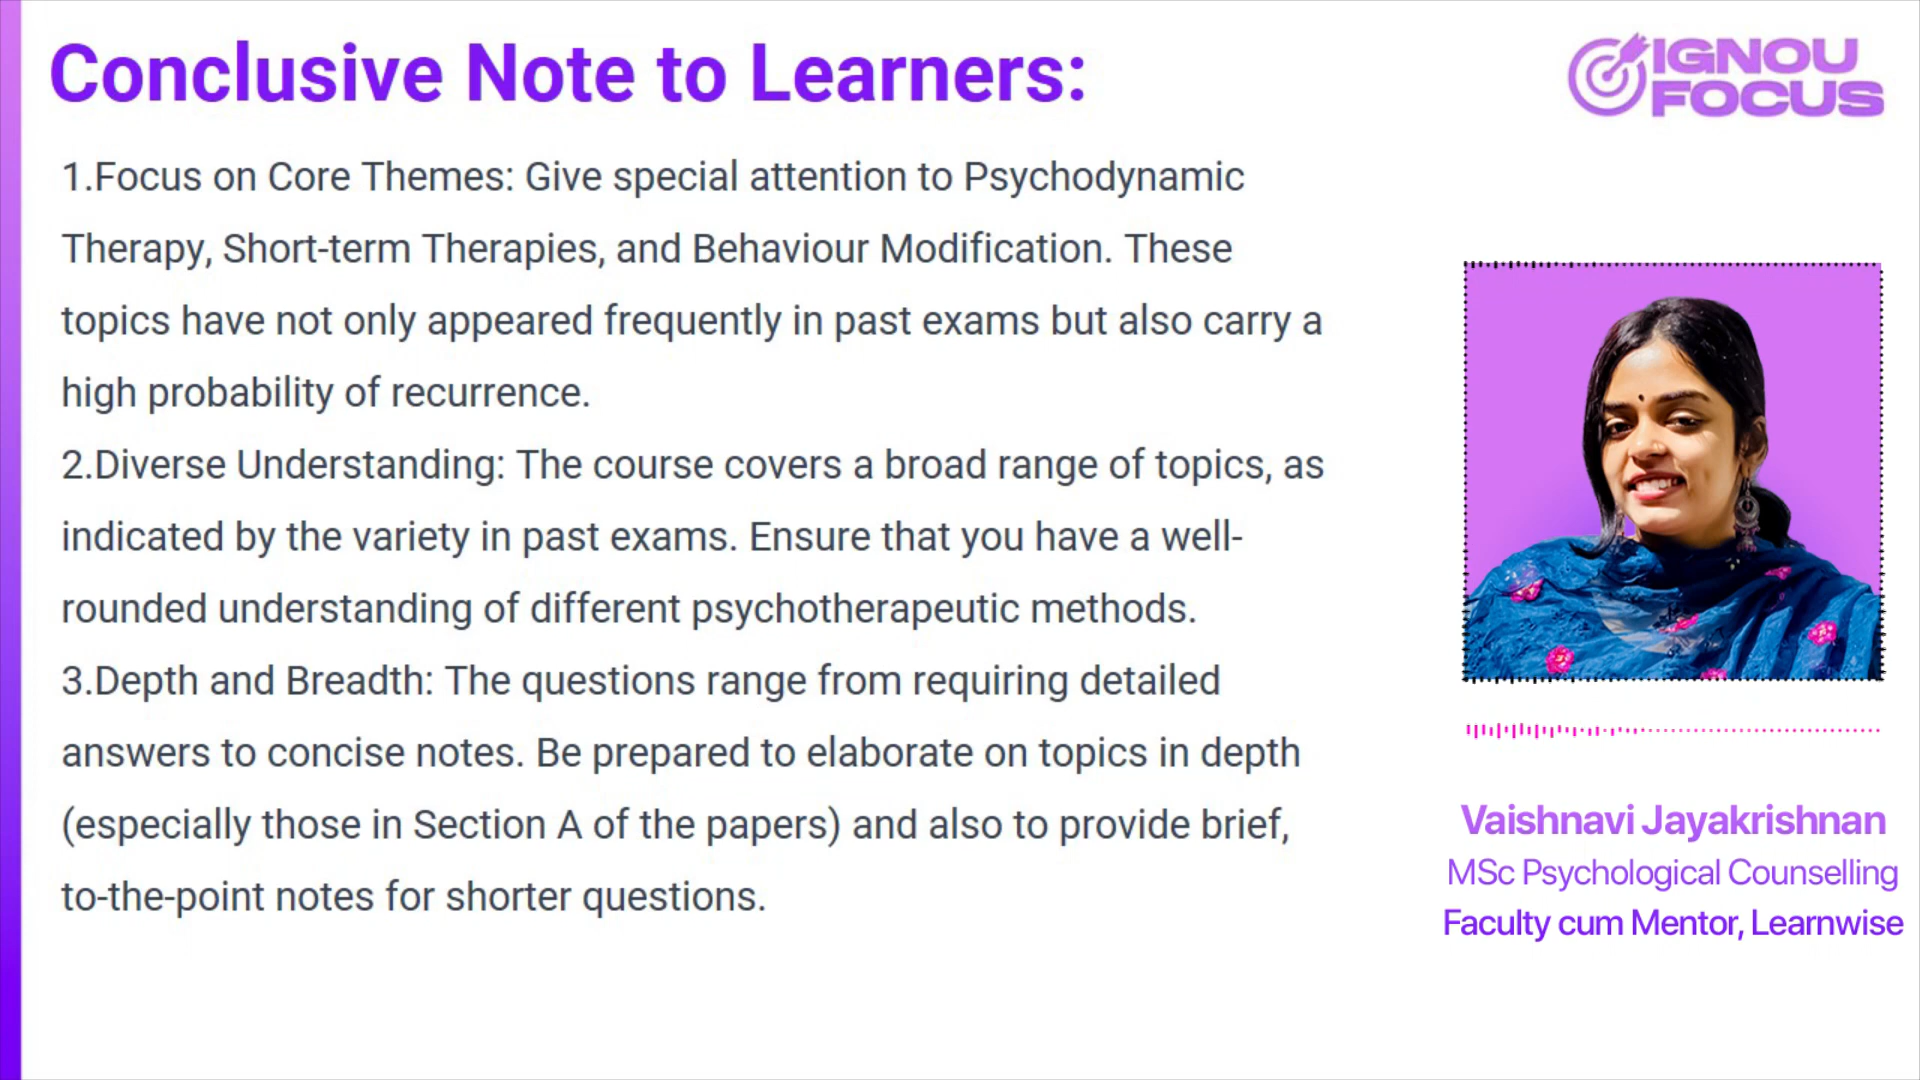 Conclusive Note to Learners:
IGNOU
FOCUS
1.Focus on Core Themes: Give special attention to Psychodynamic
Therapy, Short-term Therapies, and Behaviour Modification. These
topics have not only appeared frequently in past exams but also carry a
high probability of recurrence.
2.Diverse Understanding: The course covers a broad range of topics, as
indicated by the variety in past exams. Ensure that you have a well-
rounded understanding of different psychotherapeutic methods.
3.Depth and Breadth: The questions range from requiring detailed
answers to concise notes. Be prepared to elaborate on topics in depth
(especially those in Section A of the papers) and also to provide brief,
to-the-point notes for shorter questions.
Vaishnavi Jayakrishnan
MSc Psychological Counselling
Faculty cum Mentor, Learnwise